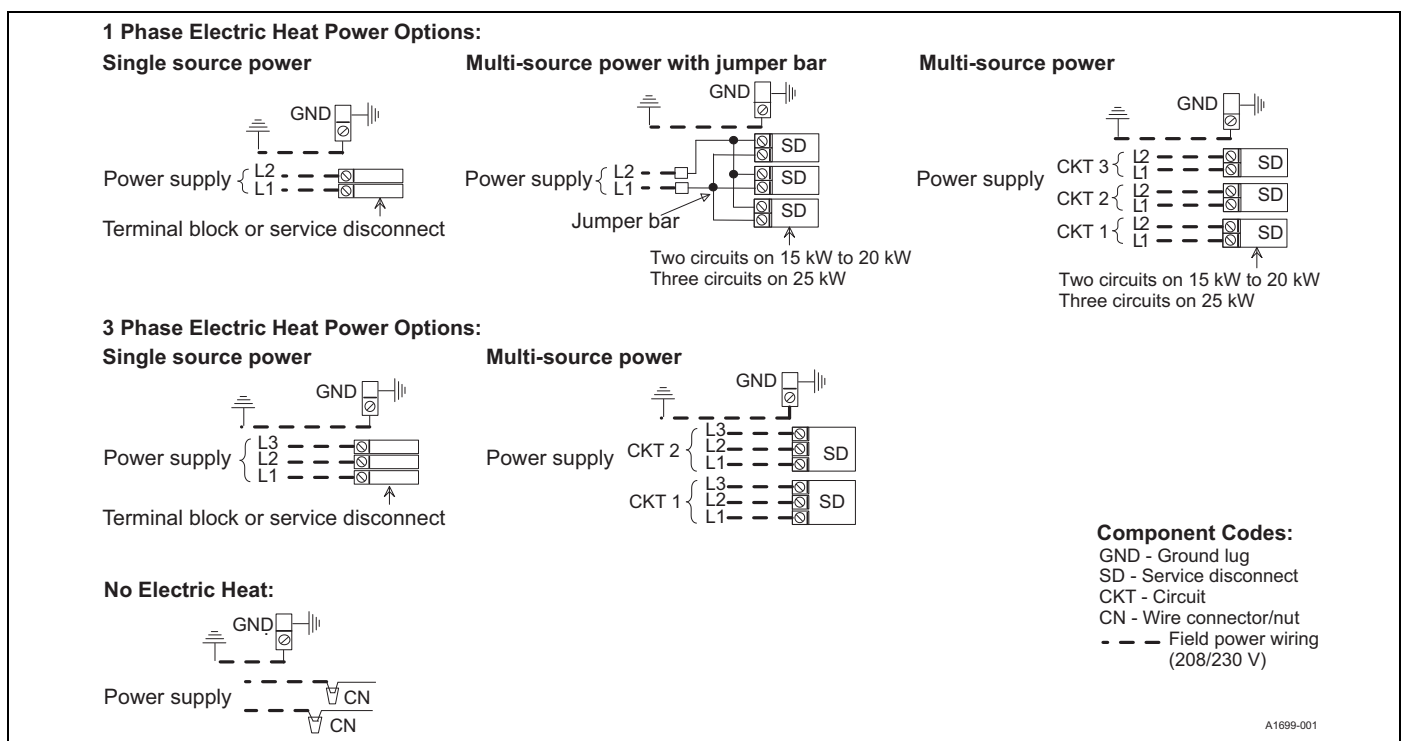 1 Phase Electric Heat Power Options:
Single source power
GND
Power supply
L2
L1
Terminal block or service disconnect
Multi-source power with jumper bar
GND
SD
SD
SD
Power supply
L2
L1
Jumper bar
Two circuits on 15 kW to 20 kW
Three circuits on 25 kW
Multi-source power
GND
Power supply
CKT 3
L2
L1
SD
CKT 2
L2
L1
SD
CKT 1
L2
L1
SD
Two circuits on 15 kW to 20 kW
Three circuits on 25 kW
3 Phase Electric Heat Power Options:
Single source power
GND
Power supply
L3
L2
L1
Terminal block or service disconnect
Multi-source power
GND
Power supply
CKT 2
L3
L2
L1
SD
CKT 1
L3
L2
L1
SD
No Electric Heat:
GND
Power supply
CN
CN
Component Codes:
GND - Ground lug
SD - Service disconnect
CKT - Circuit
CN - Wire connector/nut
Field power wiring
(208/230 V)
A1699-001